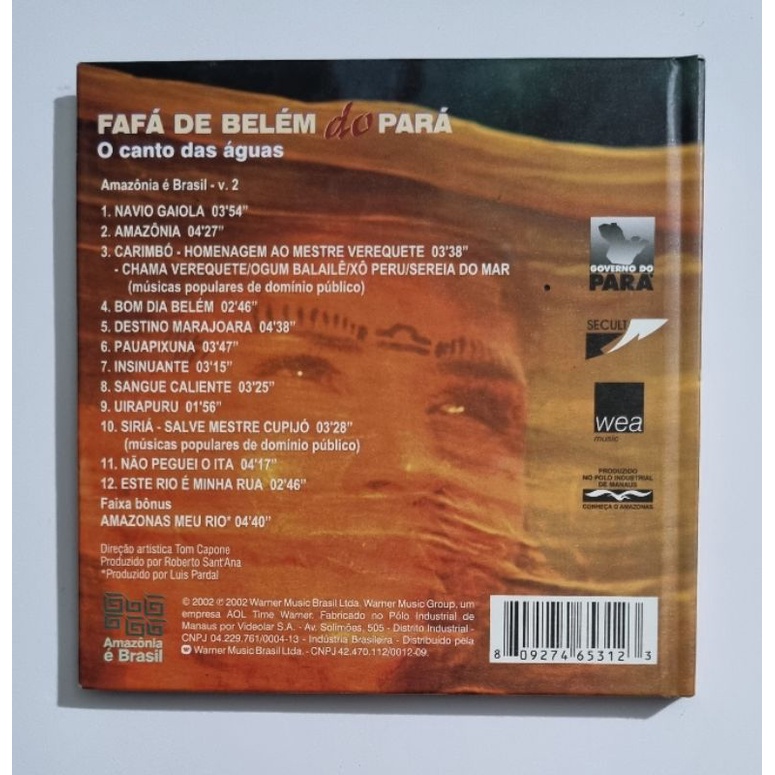 FAFÁ DE BELÉM do PARÁ
O canto das águas
Amazônia é Brasil - v. 2
1. NAVIO GAIOLA 03'54"
2. AMAZÔNIA 04'27"
3. CARIMBÓ - HOMENAGEM AO MESTRE VEREQUETE 03'38"
- CHAMA VEREQUETE/OGUM BALAILÊ/XÔ PERU/SEREIA DO MAR
(músicas populares de domínio público)
4. BOM DIA BELÉM 02'46"
5. DESTINO MARAJOARA 04'38"
6. PAUAPIXUNA 03'47"
7. INSINUANTE 03'15"
8. SANGUE CALIENTE 03'25"
9. UIRAPURU 01'56"
10. SIRIÁ - SALVE MESTRE CUPIJÓ 03'28"
(músicas populares de domínio público)
11. NÃO PEGUEI O ITA 04'17"
12. ESTE RIO É MINHA RUA 02'46"
Faixa bônus
AMAZONAS MEU RIO* 04'40"
Direção artística Tom Capone
Produzido por Roberto Sant'Ana
*Produzido por Luis Pardal
Amazônia
é Brasil
© 2002 ℗ 2002 Warner Music Brasil Ltda. Warner Music Group, um
empresa AOL Time Warner. Fabricado no Pólo Industrial de
Manaus por Videolar S.A. - Av. Solimões, 505 - Distrito Industrial -
CNPJ 04.229.761/0004-13 - Indústria Brasileira - Distribuído pela
Warner Music Brasil Ltda. - CNPJ 42.470.112/0012-09.
GOVERNO DO
PARÁ
SECULT
wea
music
PRODUZIDO
NO PÓLO INDUSTRIAL
DE MANAUS
CONHEÇA O AMAZONAS
8 09274 65312 3